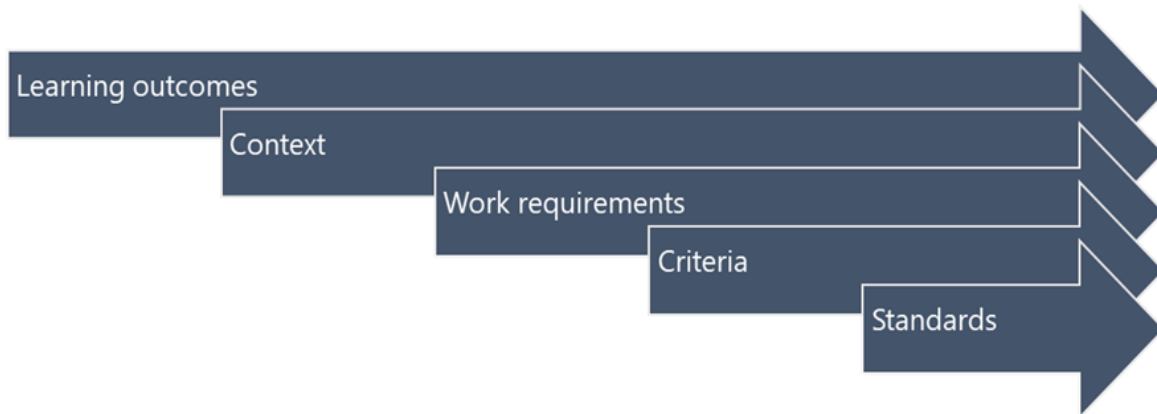 Learning outcomes
Context
Work requirements
Criteria
Standards